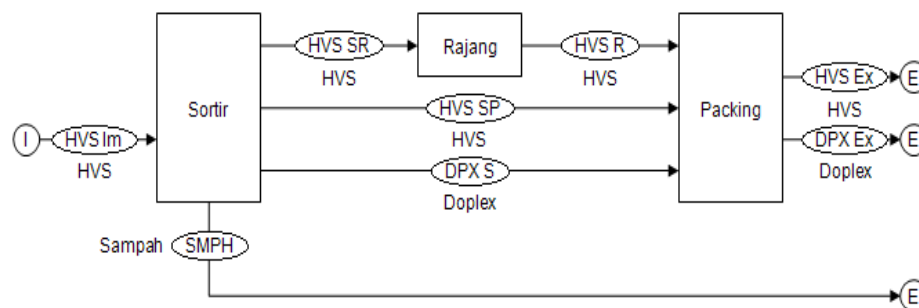 HVS SR
Rajang
HVS R
HVS
HVS
HVS Ex
E
HVS
Sortir
HVS SP
HVS
Packing
I
HVS Im
HVS
DPX Ex
E
Doplex
DPX S
Doplex
Sampah
SMPH
E